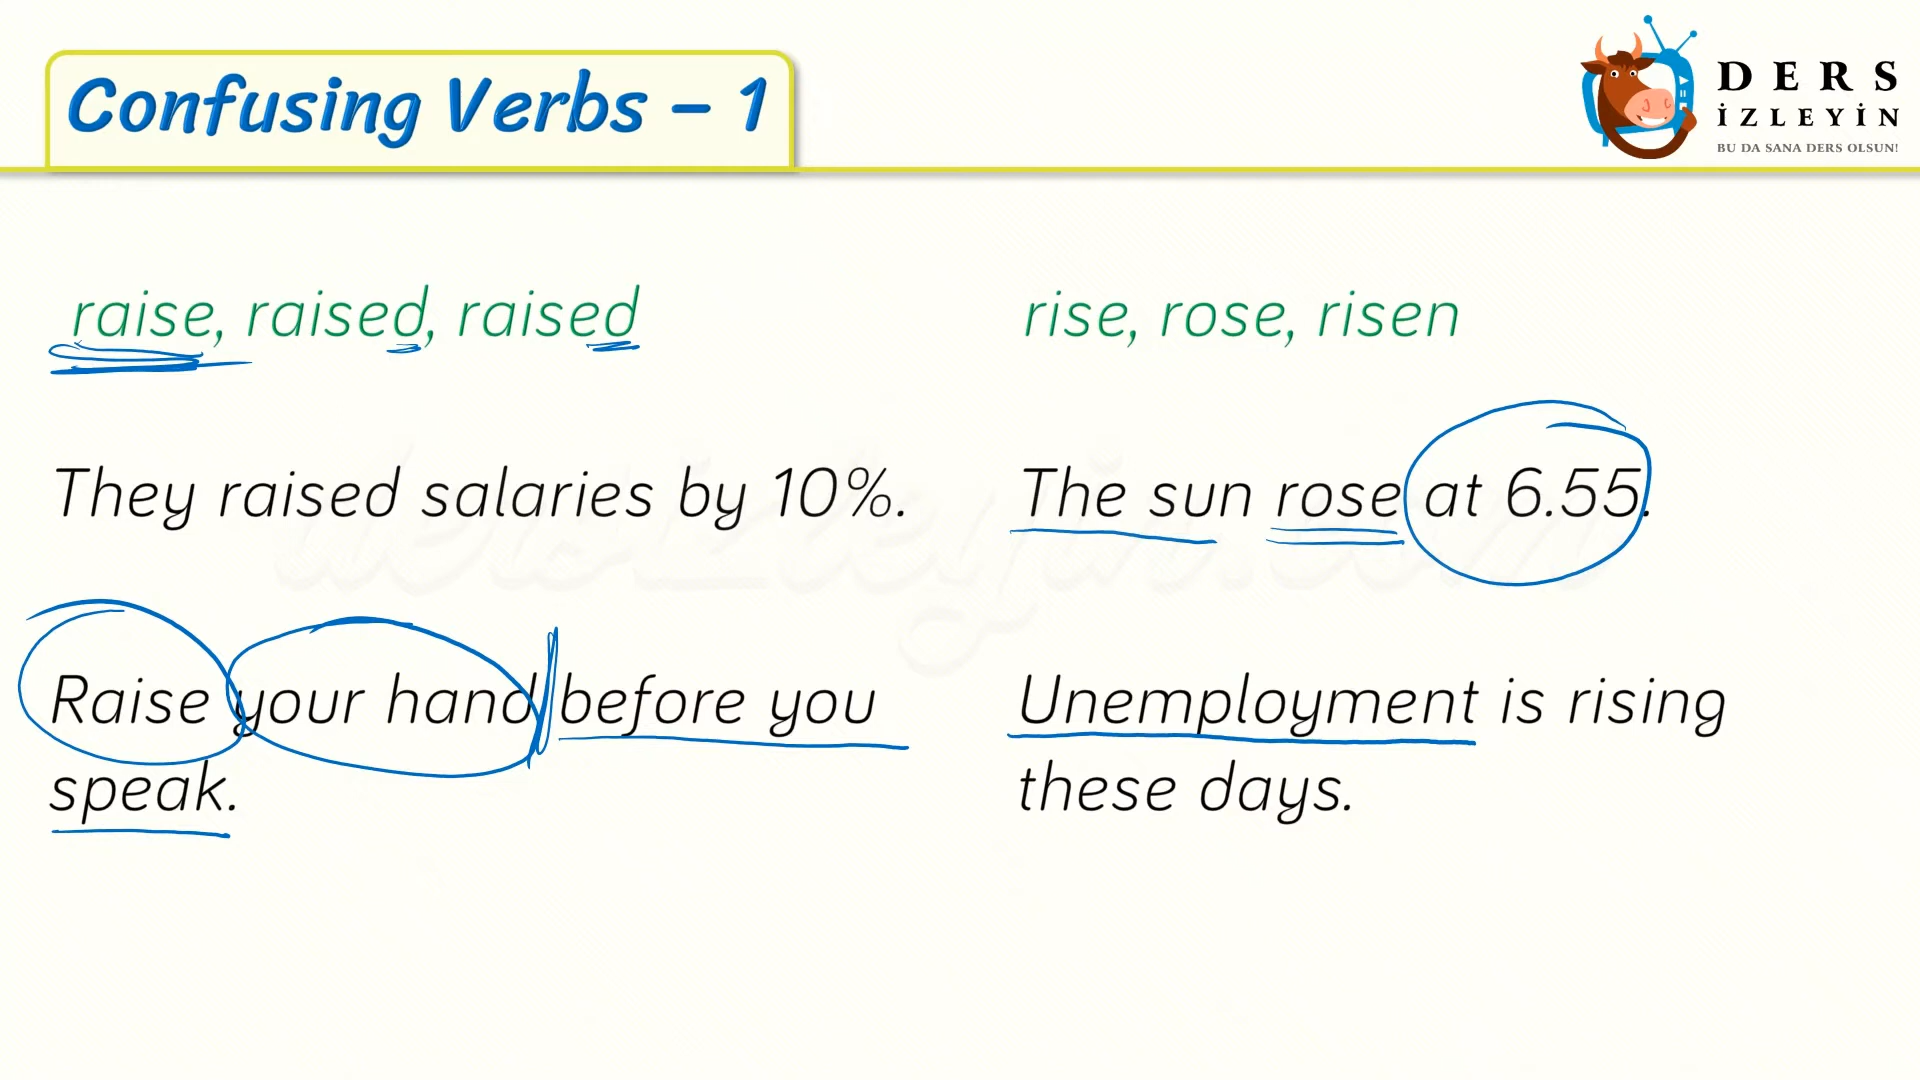 Confusing Verbs – 1
DERS
İZLEYİN
BU DA SANA DERS OLSUN!
raise, raised, raised
rise, rose, risen
They raised salaries by 10%.
The sun rose at 6.55.
Raise your hand before you
speak.
Unemployment is rising
these days.